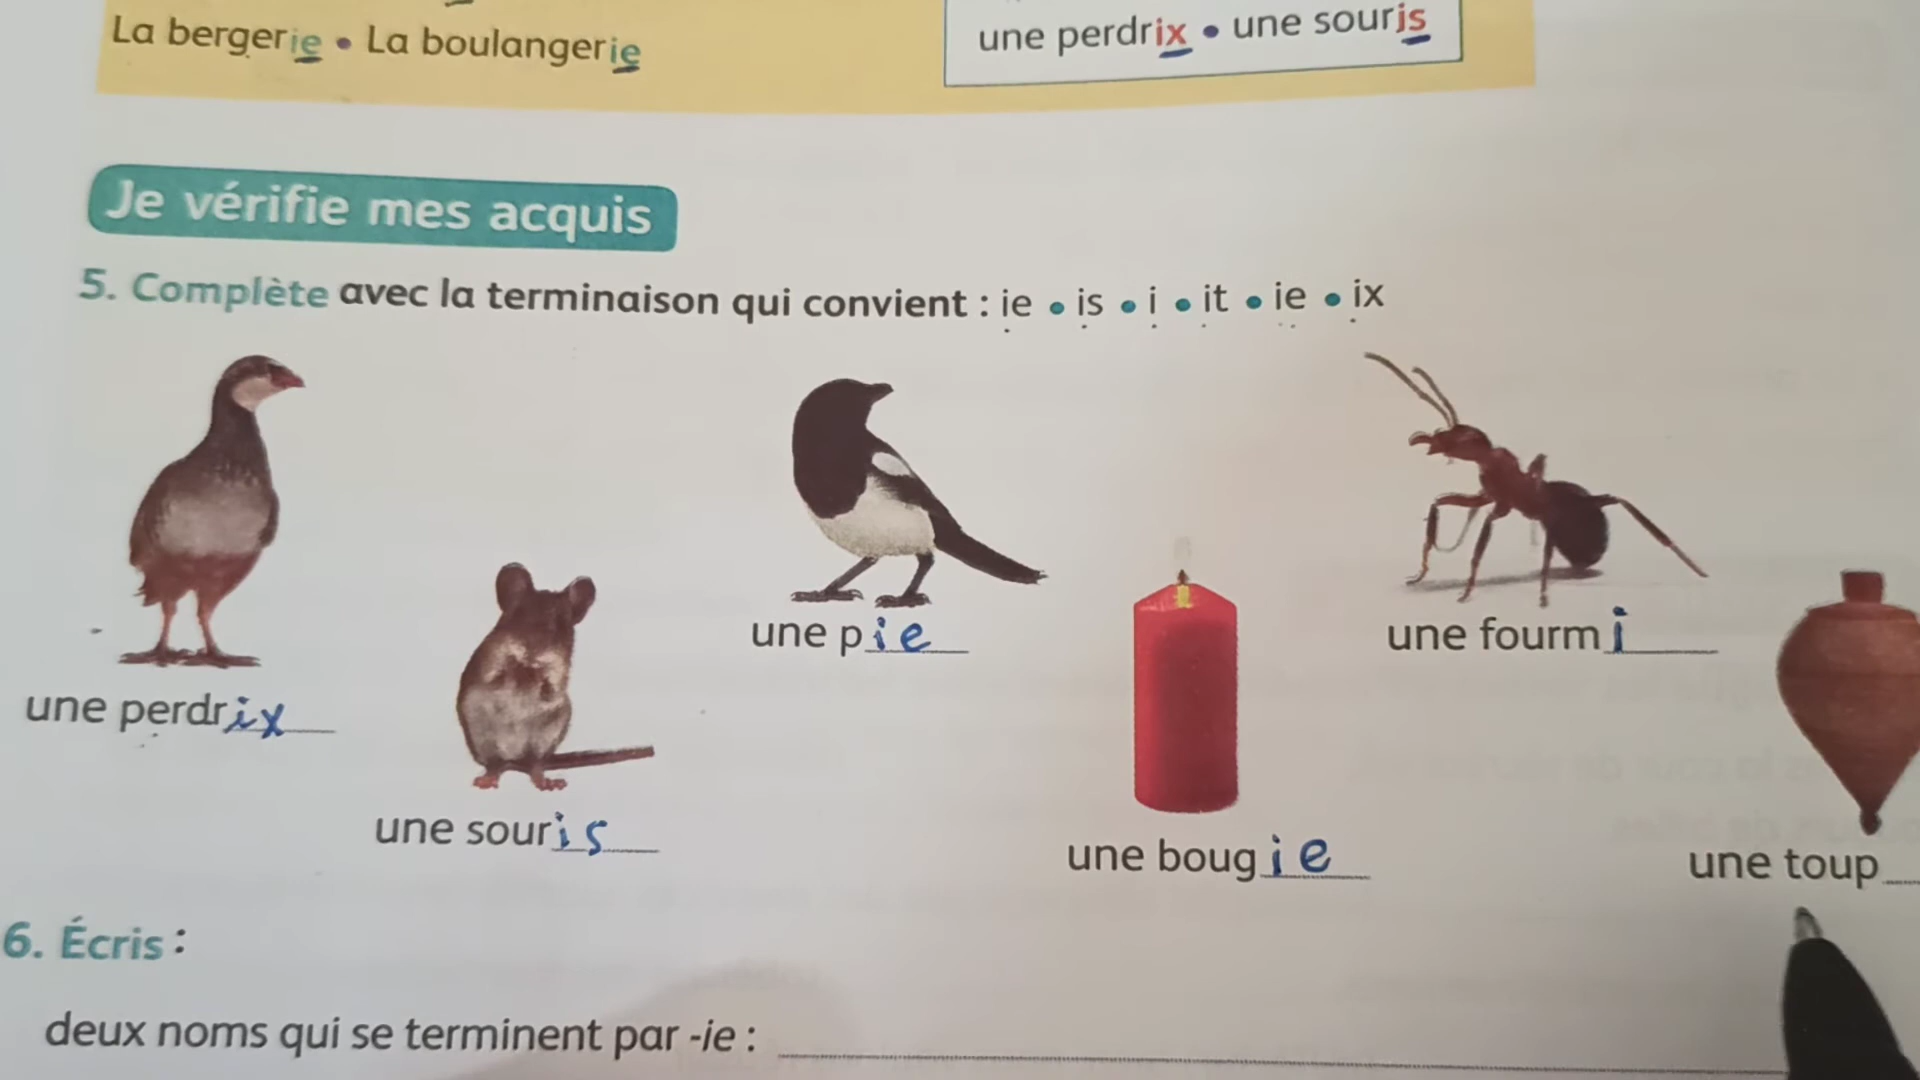 La bergerie • La boulangerie
une perdrix • une souris
Je vérifie mes acquis
5. Complète avec la terminaison qui convient : ie • is • i • it • ie • ix
une pie
une fourmi
une perdrix
une souris
une bougie
une toup
6. Écris :
deux noms qui se terminent par -ie :